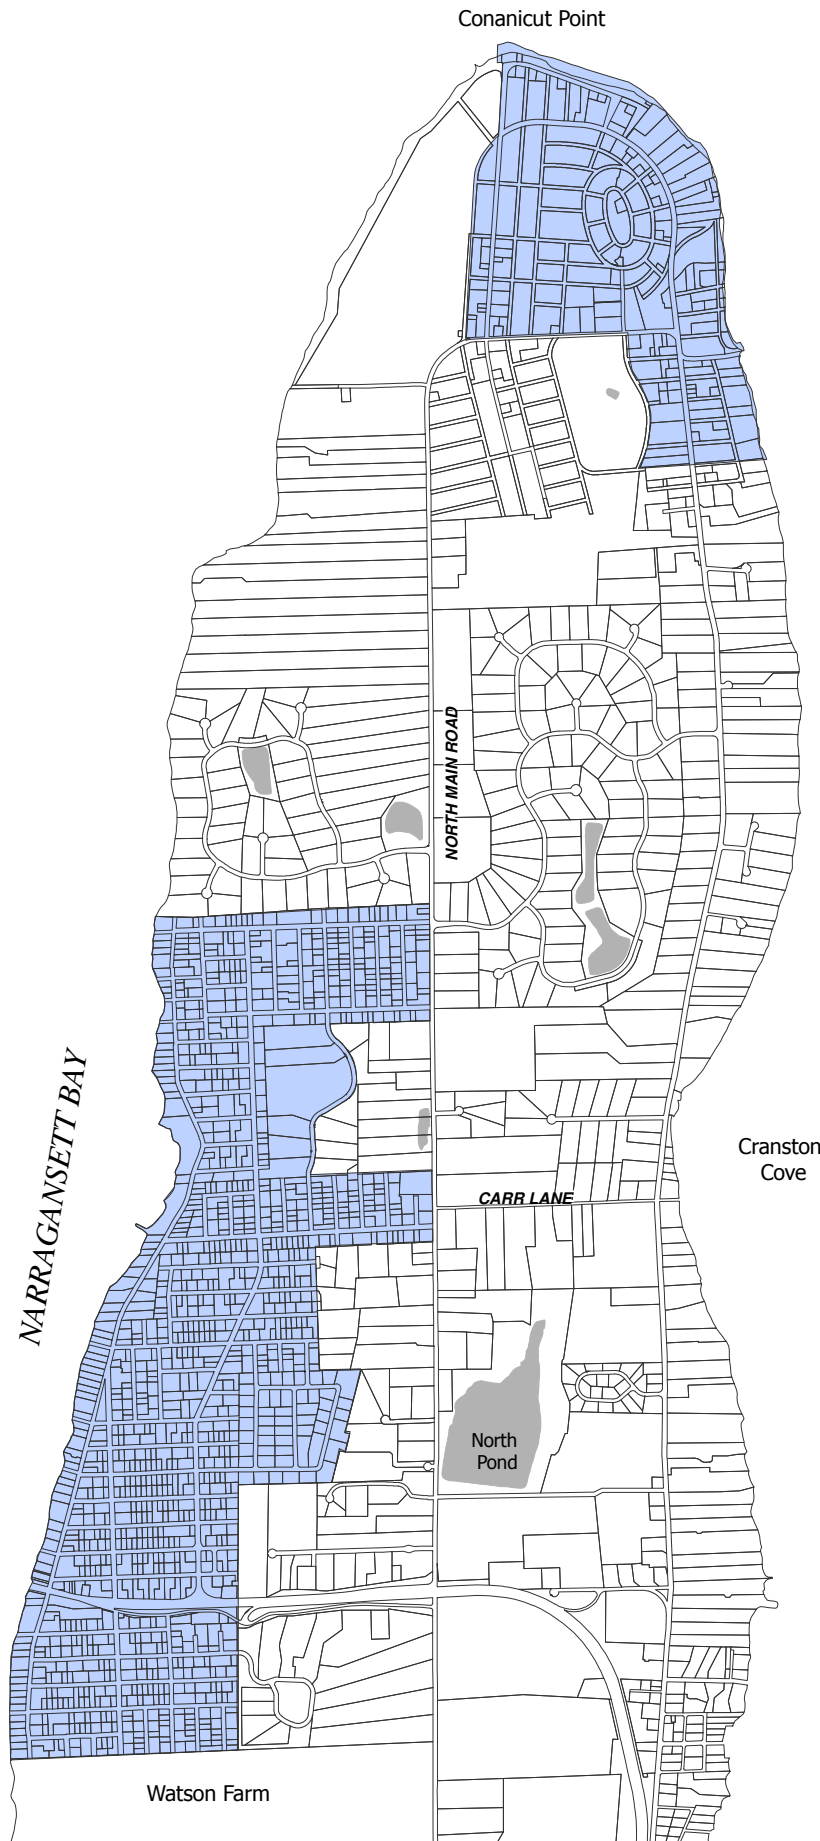 Conanicut Point
NORTH MAIN ROAD
NARRAGANSETT BAY
Cranston
Cove
CARR LANE
North
Pond
Watson Farm